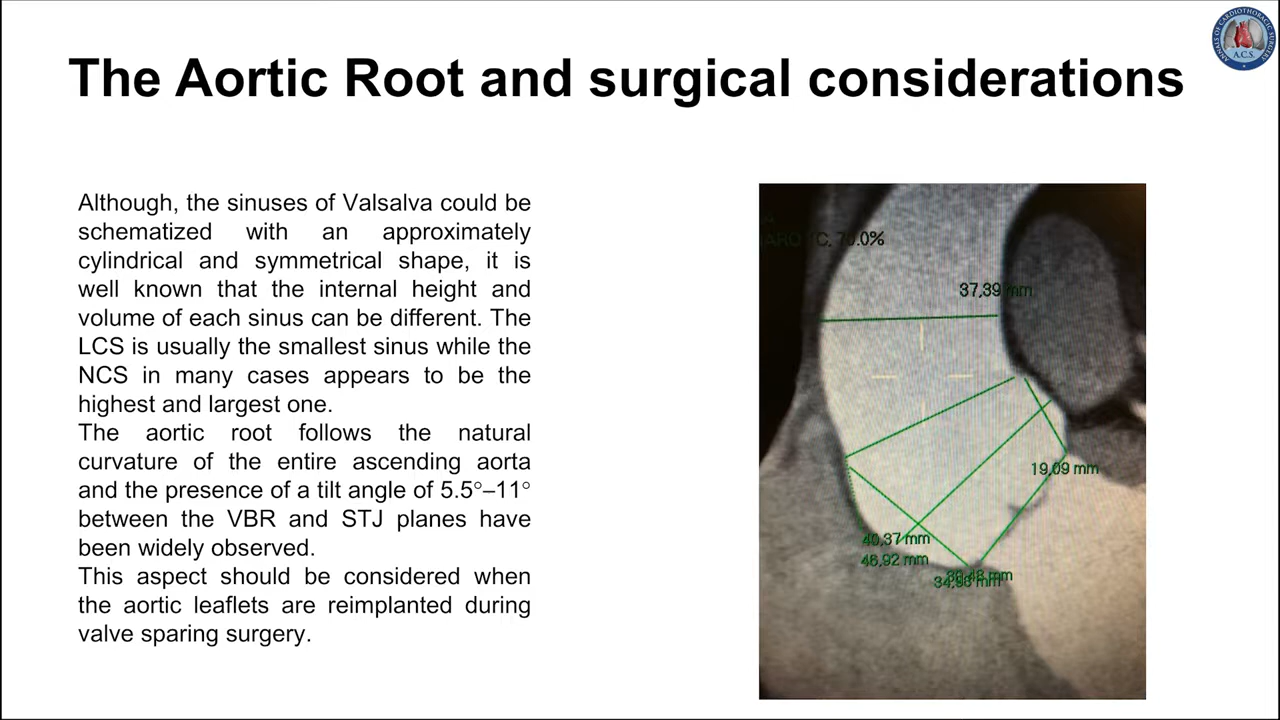 ANNALS OF CARDIOTHORACIC SURGERY
A.C.S.
The Aortic Root and surgical considerations
Although, the sinuses of Valsalva could be
schematized with an approximately
cylindrical and symmetrical shape, it is
well known that the internal height and
volume of each sinus can be different. The
LCS is usually the smallest sinus while the
NCS in many cases appears to be the
highest and largest one.
The aortic root follows the natural
curvature of the entire ascending aorta
and the presence of a tilt angle of 5.5°–11°
between the VBR and STJ planes have
been widely observed.
This aspect should be considered when
the aortic leaflets are reimplanted during
valve sparing surgery.
A
37,39 mm
19,09 mm
40,37 mm
46,92 mm